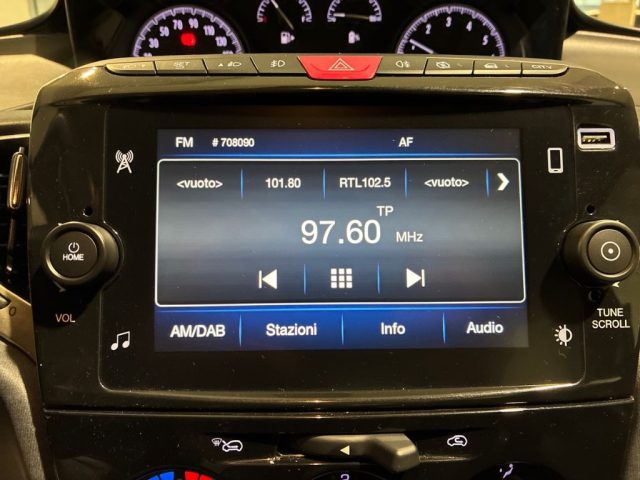 CITY
FM # 708090 AF
<vuoto> 101.80 RTL102.5 <vuoto>
TP
97.60 MHz
HOME
VOL
TUNE
SCROLL
AM/DAB Stazioni Info Audio